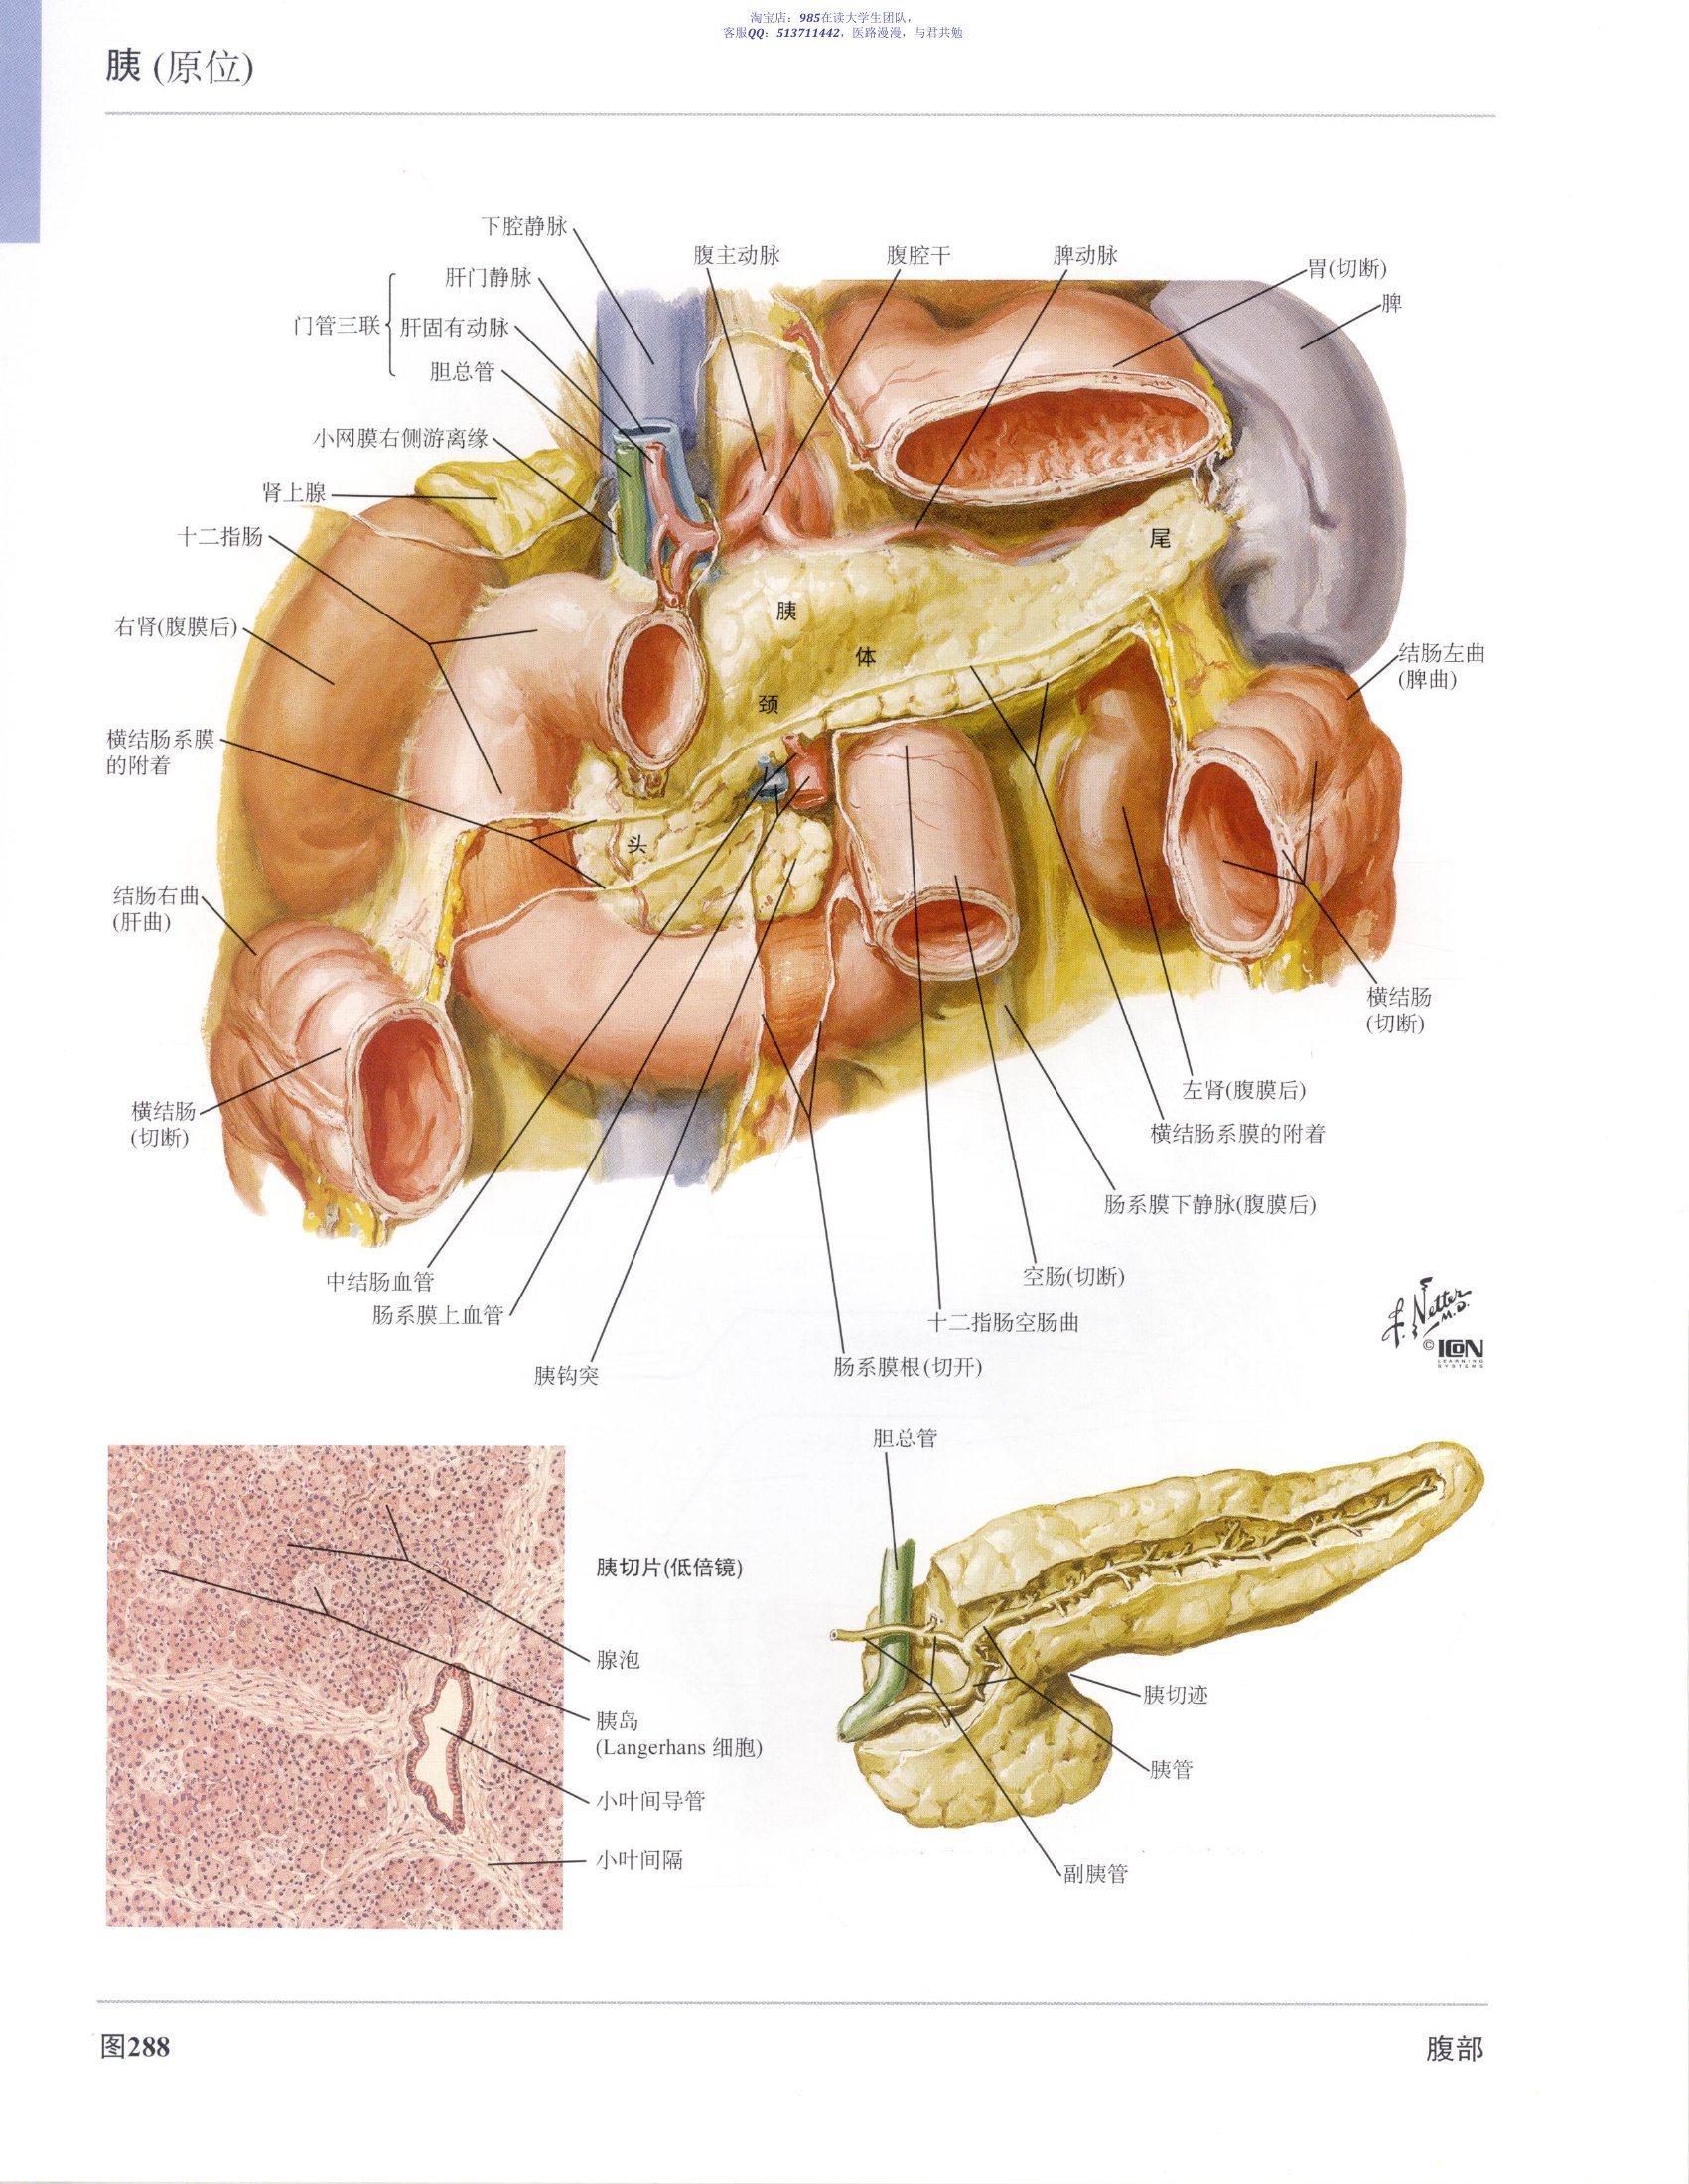 淘宝店：985在读大学生团队，
客服QQ：513711442，医路漫漫，与君共勉
胰 (原位)
下腔静脉
腹主动脉
腹腔干
脾动脉
胃(切断)
肝门静脉
脾
门管三联
肝固有动脉
胆总管
小网膜右侧游离缘
肾上腺
十二指肠
尾
胰
右肾(腹膜后)
体
结肠左曲
(脾曲)
颈
横结肠系膜
的附着
头
结肠右曲
(肝曲)
横结肠
(切断)
左肾(腹膜后)
横结肠
(切断)
横结肠系膜的附着
肠系膜下静脉(腹膜后)
中结肠血管
空肠(切断)
肠系膜上血管
十二指肠空肠曲
胰钩突
肠系膜根(切开)
F. Netter
M.D.
© ICON
LEARNING
SYSTEMS
胆总管
胰切片(低倍镜)
腺泡
胰岛
(Langerhans 细胞)
小叶间导管
小叶间隔
胰切迹
胰管
副胰管
图288
腹部